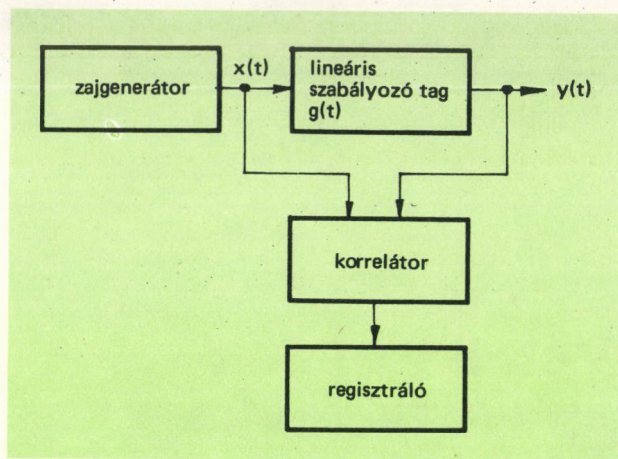 zajgenerátor
x(t)
lineáris
szabályozó tag
g(t)
y(t)
korrelátor
regisztráló